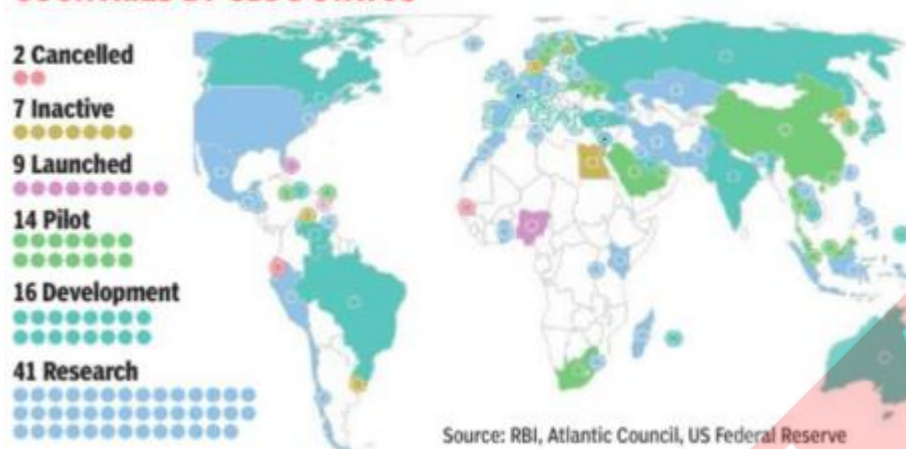 2 Cancelled
7 Inactive
9 Launched
14 Pilot
16 Development
41 Research
Source: RBI, Atlantic Council, US Federal Reserve